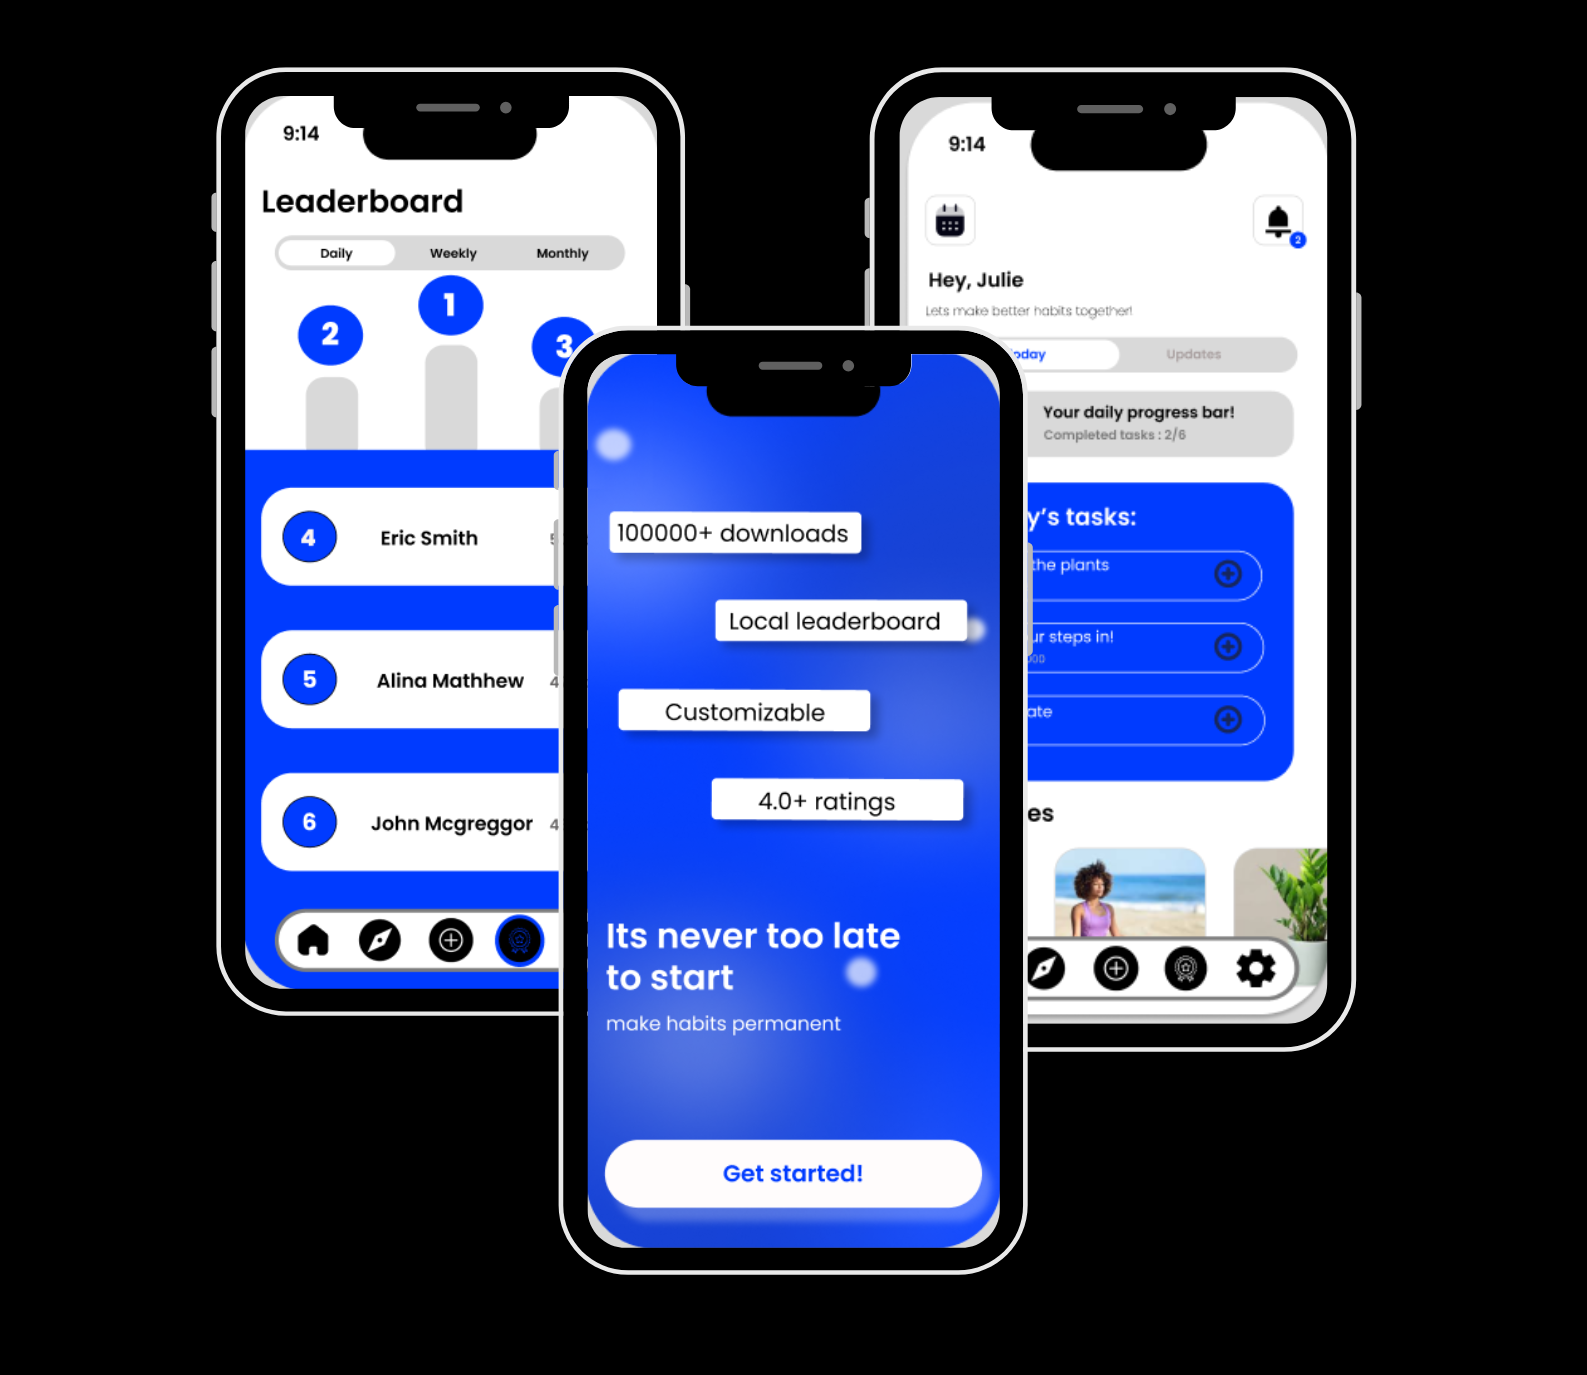 9:14
Leaderboard
Daily Weekly Monthly
1
2
3
4 Eric Smith
5 Alina Mathhew 4
6 John Mcgreggor 4
100000+ downloads
Local leaderboard
Customizable
4.0+ ratings
Its never too late
to start
make habits permanent
Get started!
9:14
2
Hey, Julie
Lets make better habits together!
oday Updates
Your daily progress bar!
Completed tasks : 2/6
y's tasks:
the plants
ur steps in!
000
ate
es